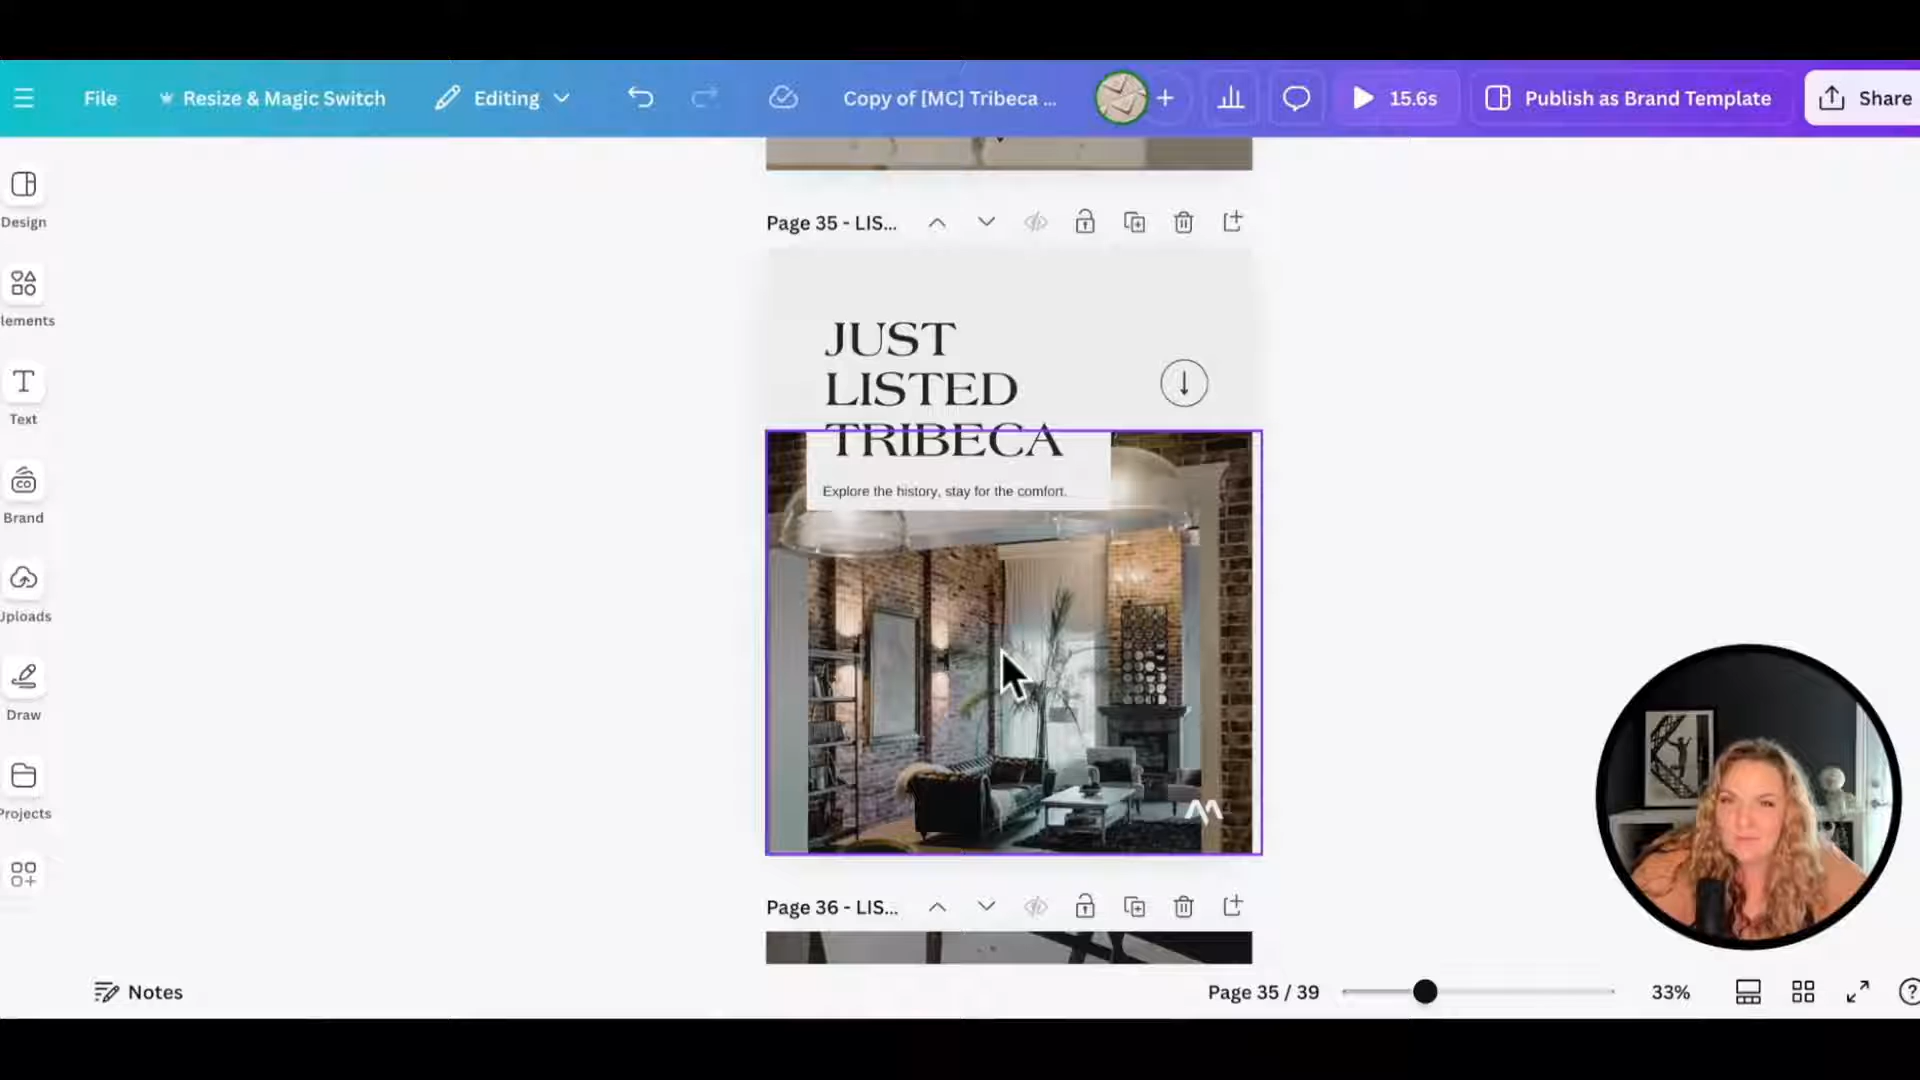 File
Resize & Magic Switch
Editing
Copy of [MC] Tribeca ...
15.6s
Publish as Brand Template
Share
Design
lements
Text
Brand
Uploads
Draw
Projects
Page 35 - LIS...
JUST
LISTED
TRIBECA
Explore the history, stay for the comfort.
Page 36 - LIS...
Notes
Page 35 / 39
33%